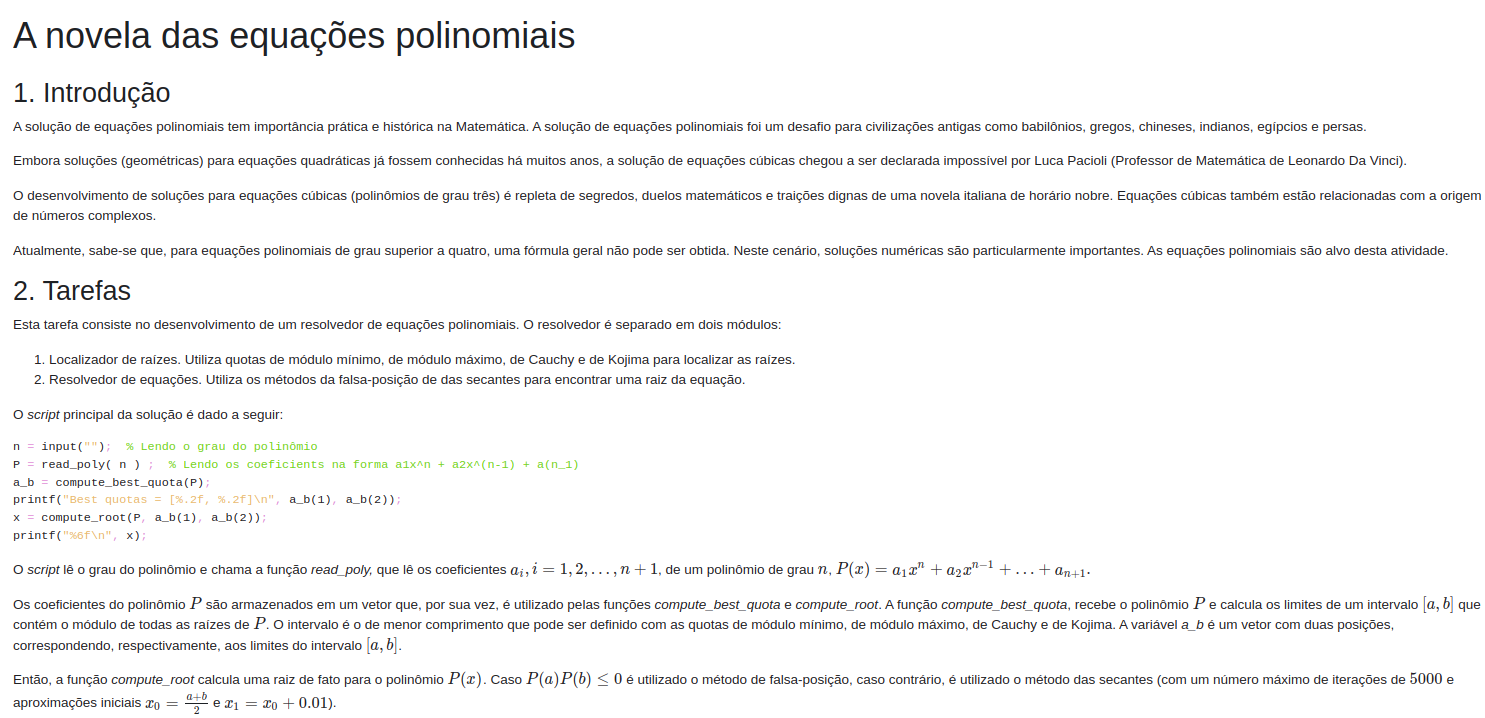 A novela das equações polinomiais
1. Introdução
A solução de equações polinomiais tem importância prática e histórica na Matemática. A solução de equações polinomiais foi um desafio para civilizações antigas como babilônios, gregos, chineses, indianos, egípcios e persas.
Embora soluções (geométricas) para equações quadráticas já fossem conhecidas há muitos anos, a solução de equações cúbicas chegou a ser declarada impossível por Luca Pacioli (Professor de Matemática de Leonardo Da Vinci).
O desenvolvimento de soluções para equações cúbicas (polinômios de grau três) é repleta de segredos, duelos matemáticos e traições dignas de uma novela italiana de horário nobre. Equações cúbicas também estão relacionadas com a origem
de números complexos.
Atualmente, sabe-se que, para equações polinomiais de grau superior a quatro, uma fórmula geral não pode ser obtida. Neste cenário, soluções numéricas são particularmente importantes. As equações polinomiais são alvo desta atividade.
2. Tarefas
Esta tarefa consiste no desenvolvimento de um resolvedor de equações polinomiais. O resolvedor é separado em dois módulos:
1. Localizador de raízes. Utiliza quotas de módulo mínimo, de módulo máximo, de Cauchy e de Kojima para localizar as raízes.
2. Resolvedor de equações. Utiliza os métodos da falsa-posição de das secantes para encontrar uma raiz da equação.
O script principal da solução é dado a seguir:
n = input("");  % Lendo o grau do polinômio
P = read_poly( n ) ;  % Lendo os coeficients na forma a1x^n + a2x^(n-1) + a(n_1)
a_b = compute_best_quota(P);
printf("Best quotas = [%.2f, %.2f]\n", a_b(1), a_b(2));
x = compute_root(P, a_b(1), a_b(2));
printf("%6f\n", x);
O script lê o grau do polinômio e chama a função read_poly, que lê os coeficientes $a_i, i = 1, 2, \ldots, n + 1$, de um polinômio de grau $n$, $P(x) = a_1x^n + a_2x^{n-1} + \ldots + a_{n+1}$.
Os coeficientes do polinômio $P$ são armazenados em um vetor que, por sua vez, é utilizado pelas funções compute_best_quota e compute_root. A função compute_best_quota, recebe o polinômio $P$ e calcula os limites de um intervalo $[a, b]$ que
contém o módulo de todas as raízes de $P$. O intervalo é o de menor comprimento que pode ser definido com as quotas de módulo mínimo, de módulo máximo, de Cauchy e de Kojima. A variável a_b é um vetor com duas posições,
correspondendo, respectivamente, aos limites do intervalo $[a, b]$.
Então, a função compute_root calcula uma raiz de fato para o polinômio $P(x)$. Caso $P(a)P(b) \leq 0$ é utilizado o método de falsa-posição, caso contrário, é utilizado o método das secantes (com um número máximo de iterações de $5000$ e
aproximações iniciais $x_0 = \frac{a+b}{2}$ e $x_1 = x_0 + 0.01$).